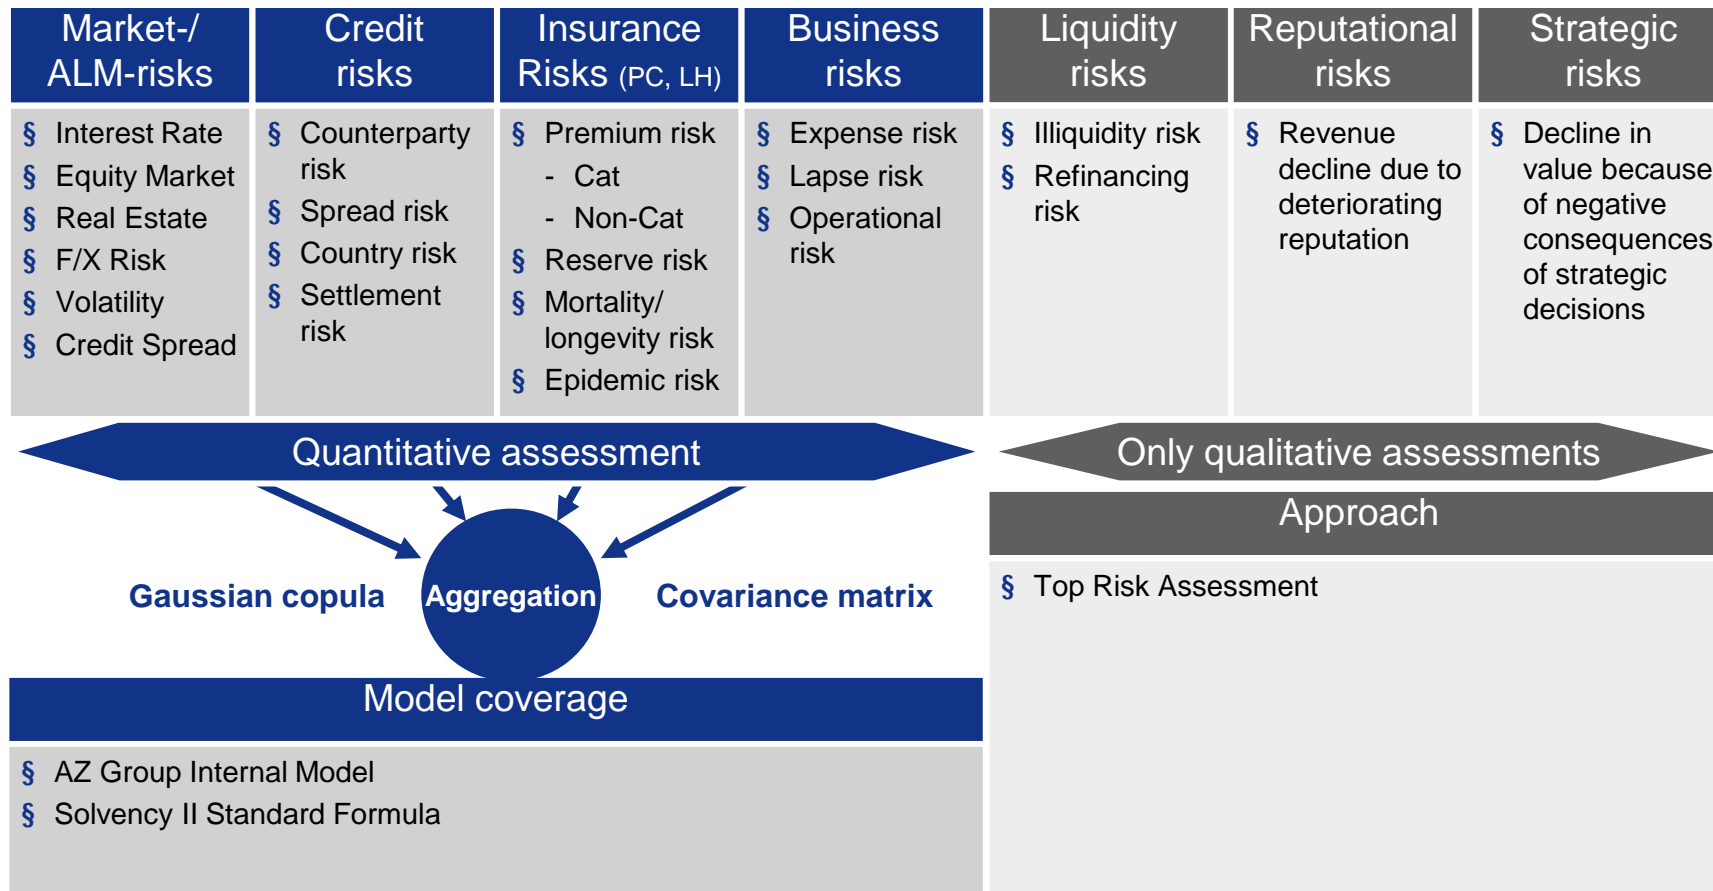 Market-/
ALM-risks
§ Interest Rate
§ Equity Market
§ Real Estate
§ F/X Risk
§ Volatility
§ Credit Spread
Credit
risks
§ Counterparty
risk
§ Spread risk
§ Country risk
§ Settlement
risk
Insurance
Risks (PC, LH)
§ Premium risk
- Cat
- Non-Cat
§ Reserve risk
§ Mortality/
longevity risk
§ Epidemic risk
Business
risks
§ Expense risk
§ Lapse risk
§ Operational
risk
Liquidity
risks
§ Illiquidity risk
§ Refinancing
risk
Reputational
risks
§ Revenue
decline due to
deteriorating
reputation
Strategic
risks
§ Decline in
value because
of negative
consequences
of strategic
decisions
Quantitative assessment
Only qualitative assessments
Gaussian copula
Aggregation
Covariance matrix
Model coverage
§ AZ Group Internal Model
§ Solvency II Standard Formula
Approach
§ Top Risk Assessment